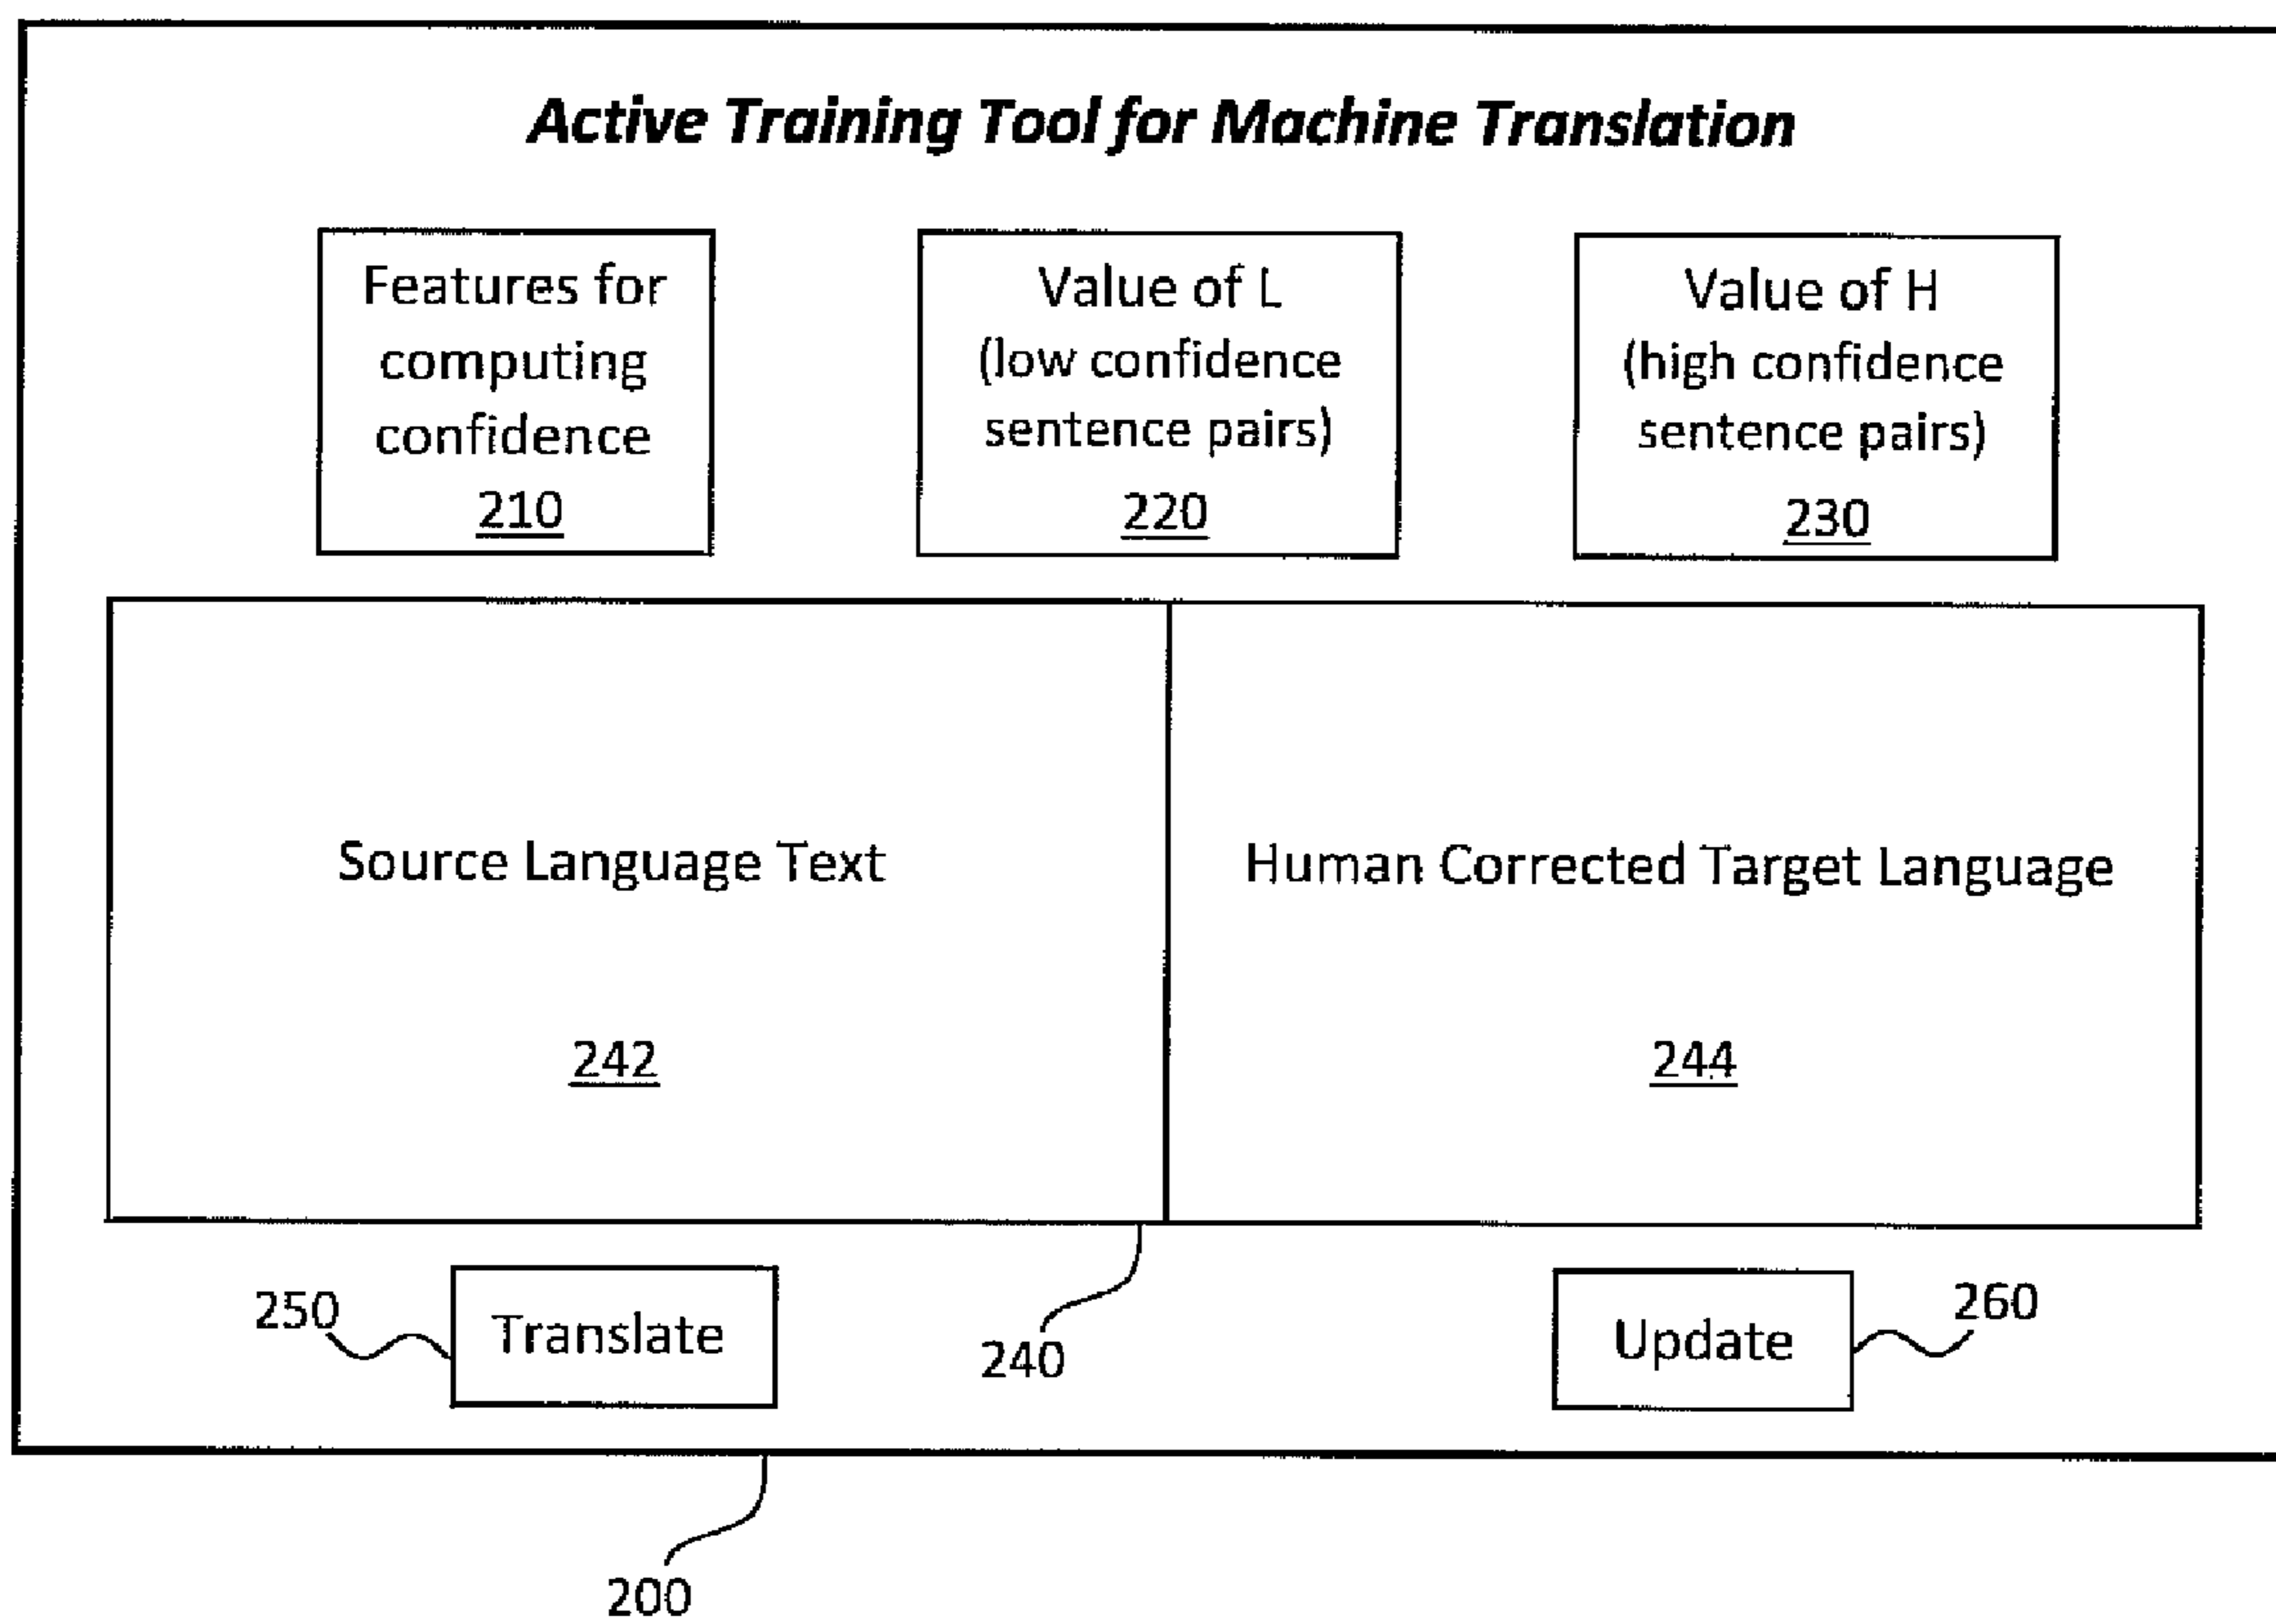 Active Training Tool for Machine Translation
Features for
computing
confidence
210
Value of L
(low confidence
sentence pairs)
220
Value of H
(high confidence
sentence pairs)
230
Source Language Text
242
Human Corrected Target Language
244
250
Translate
240
Update
260
200